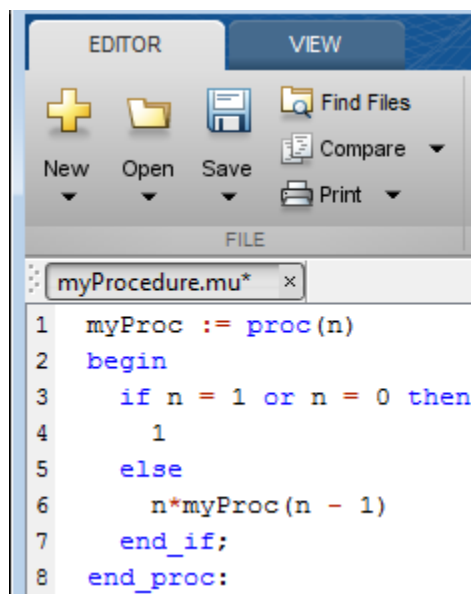 EDITOR VIEW
New
Open
Save
Find Files
Compare
Print
FILE
myProcedure.mu* ×
1 myProc := proc(n)
2 begin
3   if n = 1 or n = 0 then
4     1
5   else
6     n*myProc(n - 1)
7   end_if;
8 end_proc: